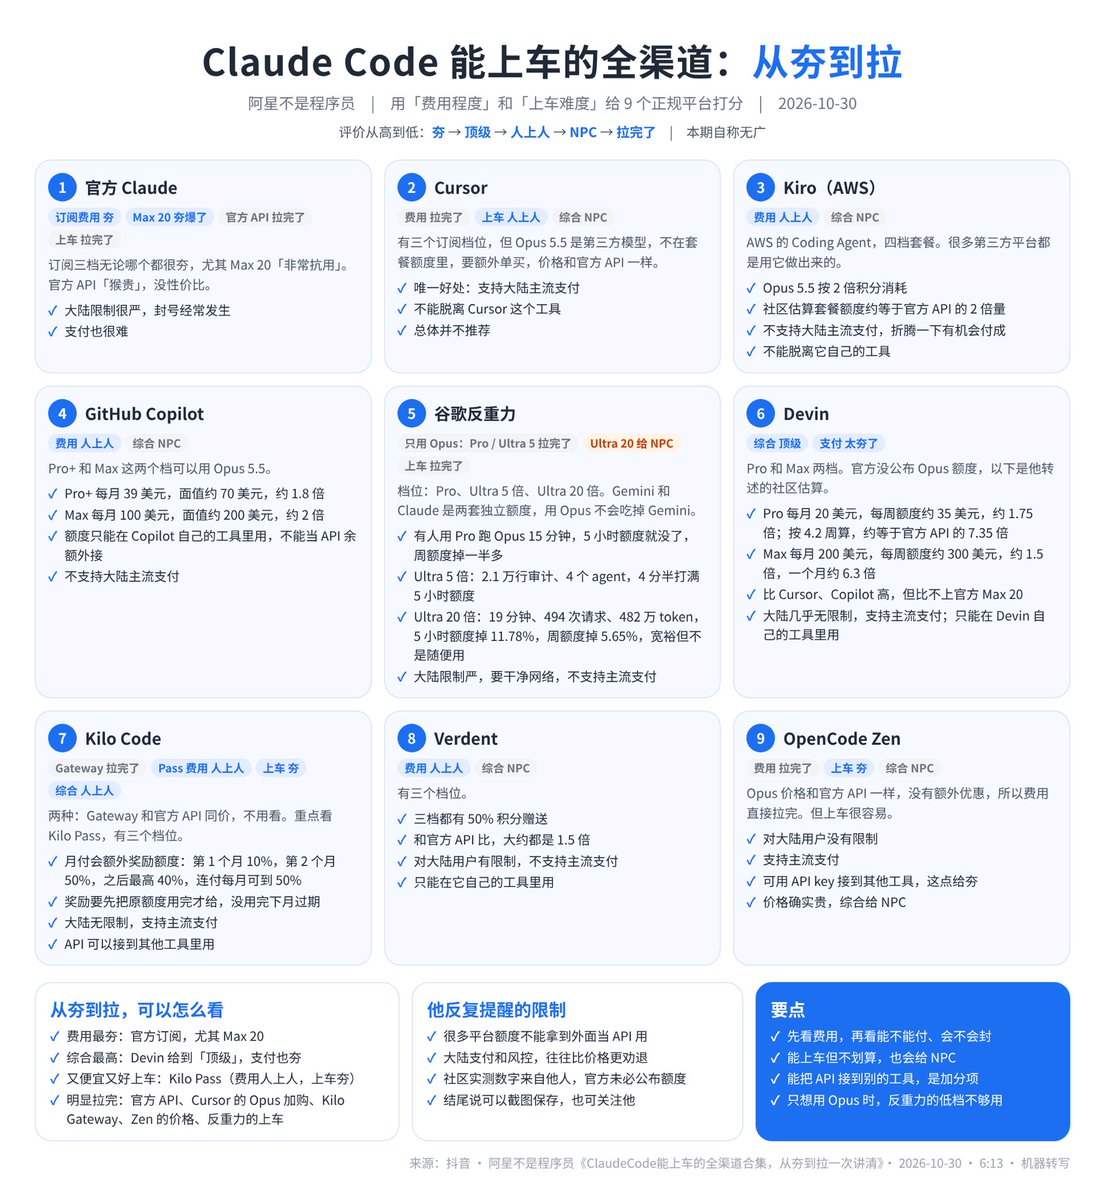 Claude Code 能上车的全渠道：从夯到拉
阿星不是程序员 | 用「费用程度」和「上车难度」给 9 个正规平台打分 | 2026-10-30
评价从高到低：夯 → 顶级 → 人上人 → NPC → 拉完了 | 本期自称无广
1 官方 Claude
订阅费用 夯 Max 20 夯爆了 官方 API 拉完了
上车 拉完了
订阅三档无论哪个都很夯，尤其 Max 20「非常抗用」。
官方 API「猴贵」，没性价比。
✓ 大陆限制很严，封号经常发生
✓ 支付也很难
2 Cursor
费用 拉完了 上车 人上人 综合 NPC
有三个订阅档位，但 Opus 5.5 是第三方模型，不在套
餐额度里，要额外单买，价格和官方 API 一样。
✓ 唯一好处：支持大陆主流支付
✓ 不能脱离 Cursor 这个工具
✓ 总体并不推荐
3 Kiro（AWS）
费用 人上人 综合 NPC
AWS 的 Coding Agent，四档套餐。很多第三方平台都
是用它做出来的。
✓ Opus 5.5 按 2 倍积分消耗
✓ 社区估算套餐额度约等于官方 API 的 2 倍量
✓ 不支持大陆主流支付，折腾一下有机会付成
✓ 不能脱离它自己的工具
4 GitHub Copilot
费用 人上人 综合 NPC
Pro+ 和 Max 这两个档可以用 Opus 5.5。
✓ Pro+ 每月 39 美元，面值约 70 美元，约 1.8 倍
✓ Max 每月 100 美元，面值约 200 美元，约 2 倍
✓ 额度只能在 Copilot 自己的工具里用，不能当 API 余
额外接
✓ 不支持大陆主流支付
5 谷歌反重力
只用 Opus：Pro / Ultra 5 拉完了 Ultra 20 给 NPC
上车 拉完了
档位：Pro、Ultra 5 倍、Ultra 20 倍。Gemini 和
Claude 是两套独立额度，用 Opus 不会吃掉 Gemini。
✓ 有人用 Pro 跑 Opus 15 分钟，5 小时额度就没了，
周额度掉一半多
✓ Ultra 5 倍：2.1 万行审计、4 个 agent，4 分半打满
5 小时额度
✓ Ultra 20 倍：19 分钟、494 次请求、482 万 token，
5 小时额度掉 11.78%，周额度掉 5.65%，宽裕但不
是随便用
✓ 大陆限制严，要干净网络，不支持主流支付
6 Devin
综合 顶级 支付 太夯了
Pro 和 Max 两档。官方没公布 Opus 额度，以下是他转
述的社区估算。
✓ Pro 每月 20 美元，每周额度约 35 美元，约 1.75
倍；按 4.2 周算，约等于官方 API 的 7.35 倍
✓ Max 每月 200 美元，每周额度约 300 美元，约 1.5
倍，一个月约 6.3 倍
✓ 比 Cursor、Copilot 高，但比不上官方 Max 20
✓ 大陆几乎无限制，支持主流支付；只能在 Devin 自
己的工具里用
7 Kilo Code
Gateway 拉完了 Pass 费用 人上人 上车 夯
综合 人上人
两种：Gateway 和官方 API 同价，不用看。重点看
Kilo Pass，有三个档位。
✓ 月付会额外奖励额度：第 1 个月 10%，第 2 个月
50%，之后最高 40%，连付每月可到 50%
✓ 奖励要先把原额度用完才给，没用完下月过期
✓ 大陆无限制，支持主流支付
✓ API 可以接到其他工具里用
8 Verdent
费用 人上人 综合 NPC
有三个档位。
✓ 三档都有 50% 积分赠送
✓ 和官方 API 比，大约都是 1.5 倍
✓ 对大陆用户有限制，不支持主流支付
✓ 只能在它自己的工具里用
9 OpenCode Zen
费用 拉完了 上车 夯 综合 NPC
Opus 价格和官方 API 一样，没有额外优惠，所以费用
直接拉完。但上车很容易。
✓ 对大陆用户没有限制
✓ 支持主流支付
✓ 可用 API key 接到其他工具，这点给夯
✓ 价格确实贵，综合给 NPC
从夯到拉，可以怎么看
✓ 费用最夯：官方订阅，尤其 Max 20
✓ 综合最高：Devin 给到「顶级」，支付也夯
✓ 又便宜又好上车：Kilo Pass（费用人上人，上车夯）
✓ 明显拉完：官方 API、Cursor 的 Opus 加购、Kilo
Gateway、Zen 的价格、反重力的上车
他反复提醒的限制
✓ 很多平台额度不能拿到外面当 API 用
✓ 大陆支付和风控，往往比价格更劝退
✓ 社区实测数字来自他人，官方未必公布额度
✓ 结尾说可以截图保存，也可关注他
要点
✓ 先看费用，再看能不能付、会不会封
✓ 能上车但不划算，也会给 NPC
✓ 能把 API 接到别的工具，是加分项
✓ 只想用 Opus 时，反重力的低档不够用
来源：抖音 · 阿星不是程序员《ClaudeCode能上车的全渠道合集，从夯到拉一次讲清》· 2026-10-30 · 6:13 · 机器转写